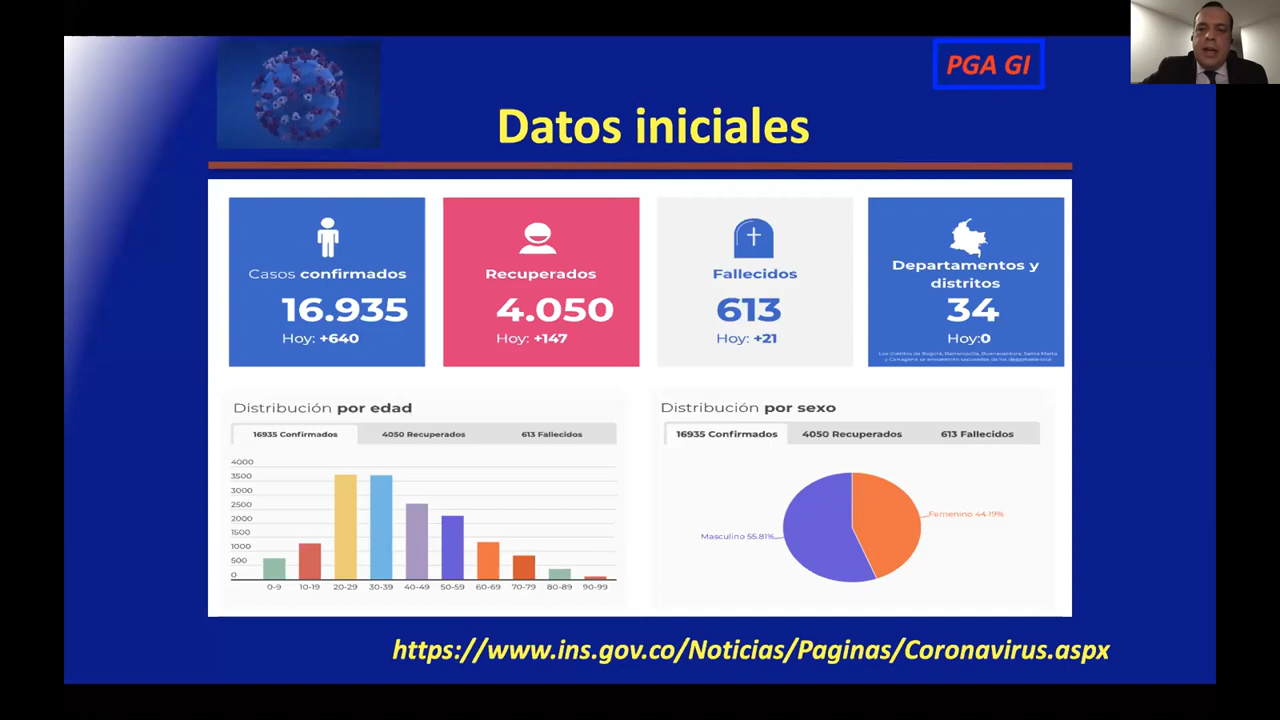 PGA GI
Datos iniciales
Casos confirmados
16.935
Hoy: +640
Recuperados
4.050
Hoy: +147
Fallecidos
613
Hoy: +21
Departamentos y
distritos
34
Hoy:0
Distribución por edad
16935 Confirmados 4050 Recuperados 613 Fallecidos
4000
3500
3000
2500
2000
1500
1000
500
0
0-9 10-19 20-29 30-39 40-49 50-59 60-69 70-79 80-89 90-99
Distribución por sexo
16935 Confirmados 4050 Recuperados 613 Fallecidos
Femenino 44.19%
Masculino 55.81%
https://www.ins.gov.co/Noticias/Paginas/Coronavirus.aspx